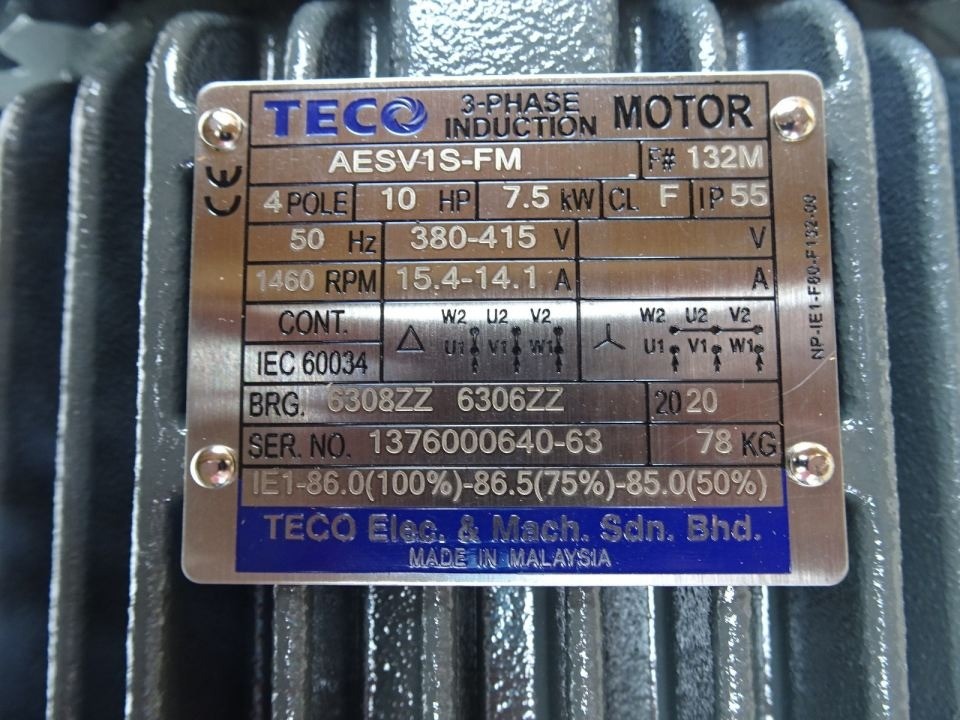 TECO 3-PHASE INDUCTION MOTOR
AESV1S-FM F# 132M
CE
4 POLE 10 HP 7.5 kW CL F IP 55
50 Hz 380-415 V V
1460 RPM 15.4-14.1 A A
CONT. △ W2 U2 V2 W2 U2 V2
U1 V1 W1 U1 V1 W1
IEC 60034
BRG. 6308ZZ 6306ZZ 2020
SER. NO. 1376000640-63 78 KG
IE1-86.0(100%)-86.5(75%)-85.0(50%)
TECO Elec. & Mach. Sdn. Bhd.
MADE IN MALAYSIA
NP-IE1-F80-F132-00